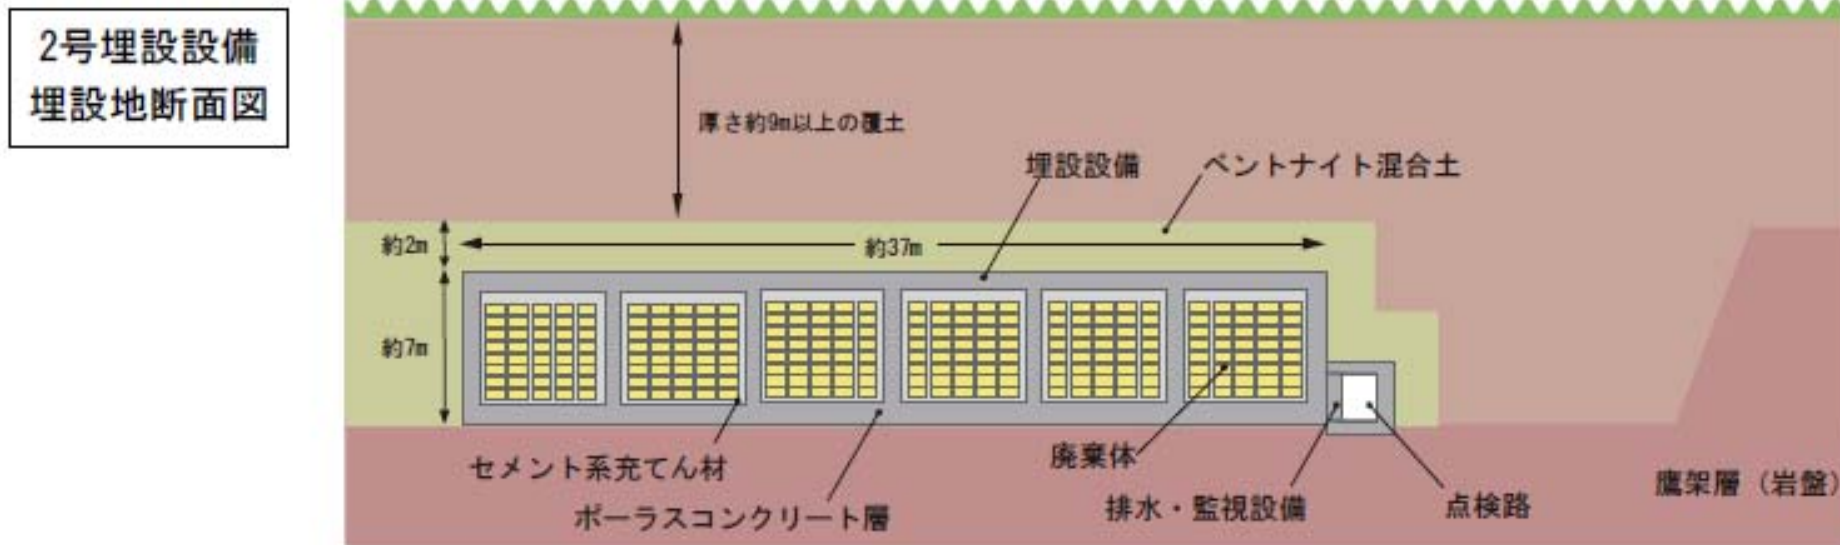 2号埋設設備
埋設地断面図
厚さ約9m以上の覆土
埋設設備
ベントナイト混合土
約2m
約37m
約7m
セメント系充てん材
ポーラスコンクリート層
廃棄体
排水・監視設備
点検路
鷹架層（岩盤）